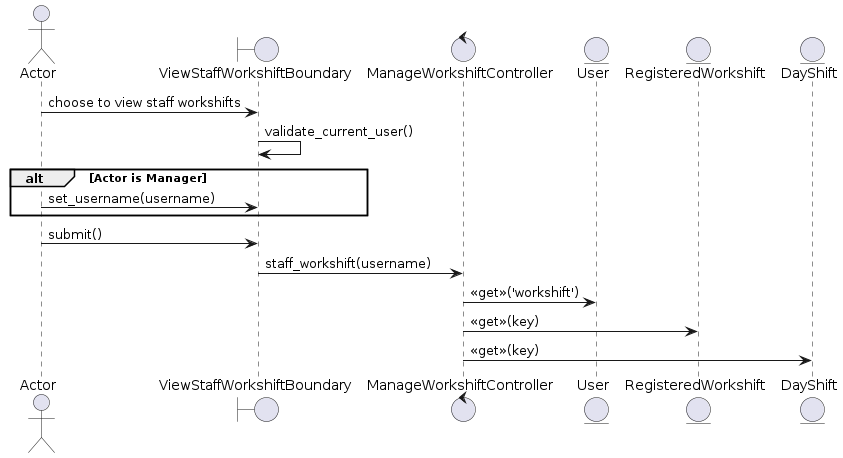 Actor
ViewStaffWorkshiftBoundary
ManageWorkshiftController
User
RegisteredWorkshift
DayShift
choose to view staff workshifts
validate_current_user()
alt
[Actor is Manager]
set_username(username)
submit()
staff_workshift(username)
«get»('workshift')
«get»(key)
«get»(key)
Actor
ViewStaffWorkshiftBoundary
ManageWorkshiftController
User
RegisteredWorkshift
DayShift